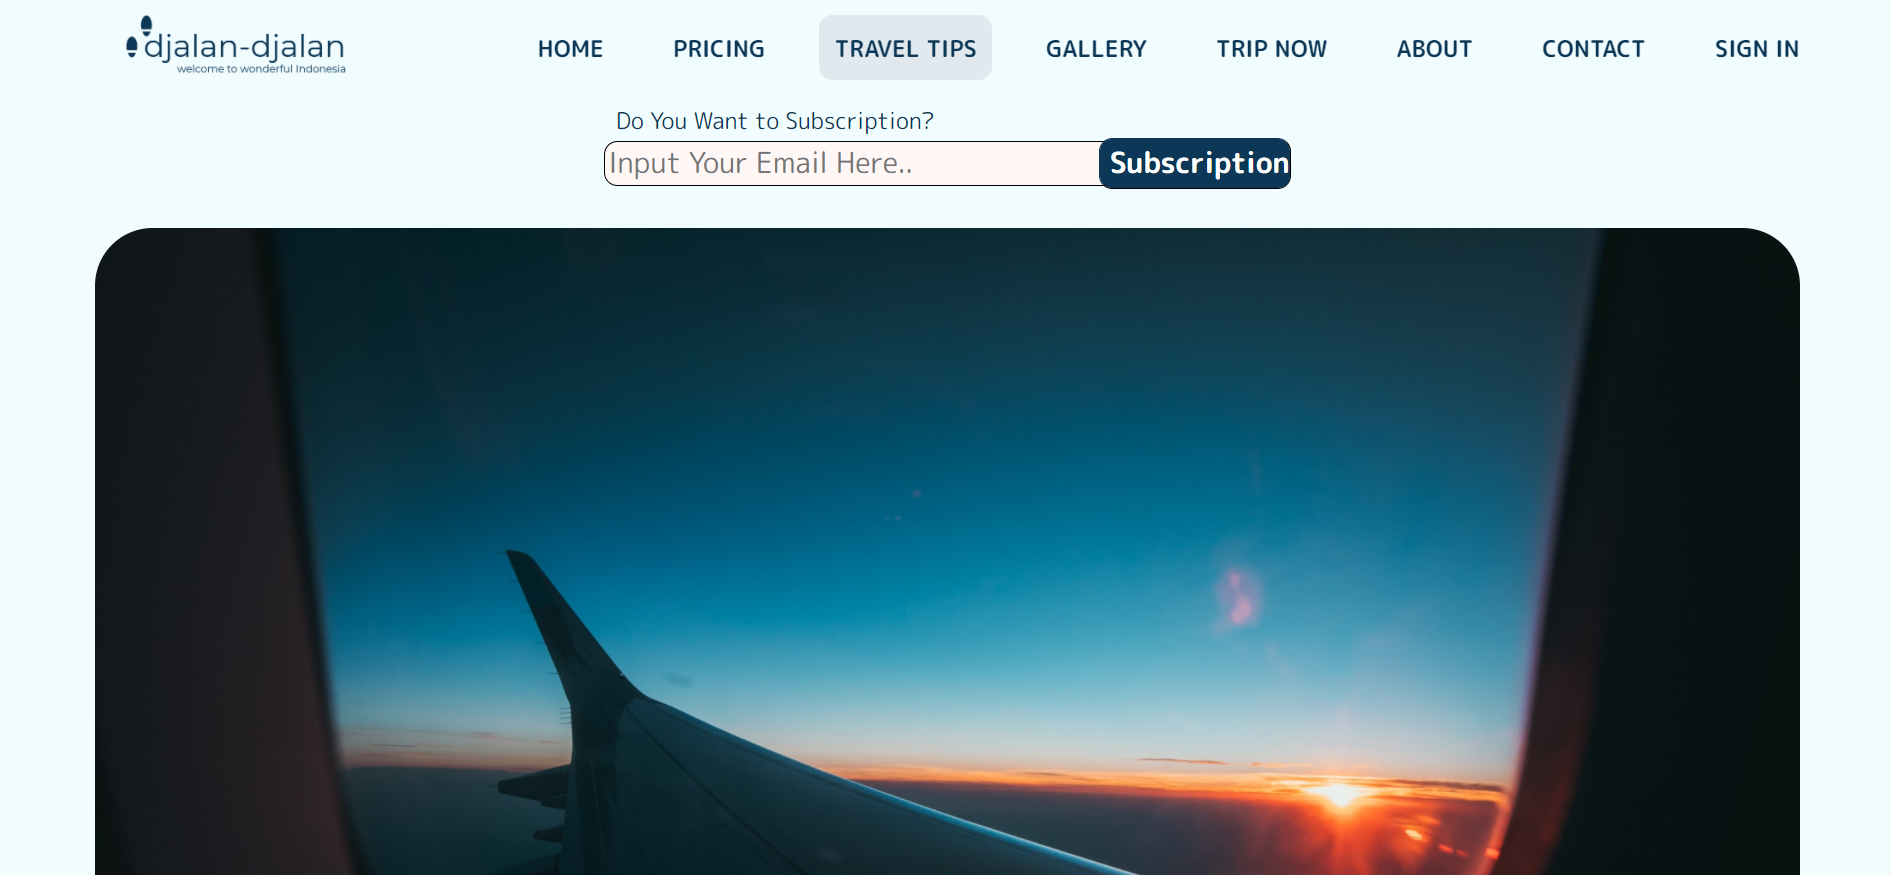 djalan-djalan
welcome to wonderful Indonesia
HOME PRICING TRAVEL TIPS GALLERY TRIP NOW ABOUT CONTACT SIGN IN
Do You Want to Subscription?
Input Your Email Here.. Subscription